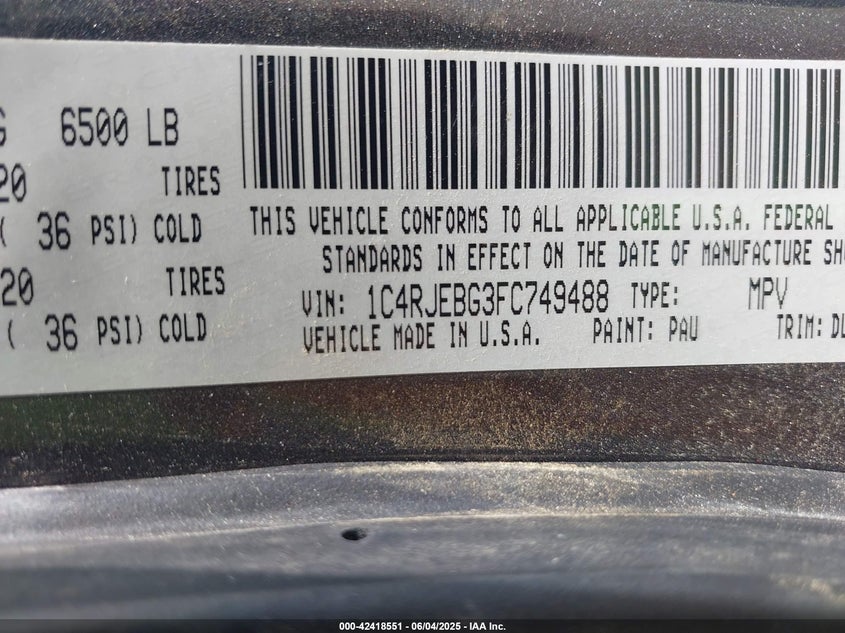 G 6500 LB
20 TIRES
( 36 PSI) COLD
20 TIRES
( 36 PSI) COLD
THIS VEHICLE CONFORMS TO ALL APPLICABLE U.S.A. FEDERAL
STANDARDS IN EFFECT ON THE DATE OF MANUFACTURE SHO
VIN: 1C4RJEBG3FC749488 TYPE: MPV
VEHICLE MADE IN U.S.A. PAINT: PAU TRIM: DL
000-42418551 | 06/04/2025 - IAA Inc.